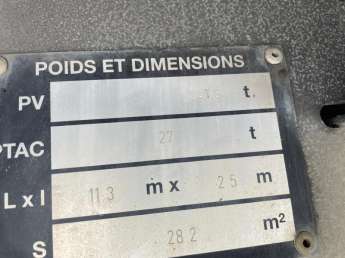 POIDS ET DIMENSIONS
PV t.
PTAC 27 t
L x l 11.3 m x 2.5 m
S 28.2 m²